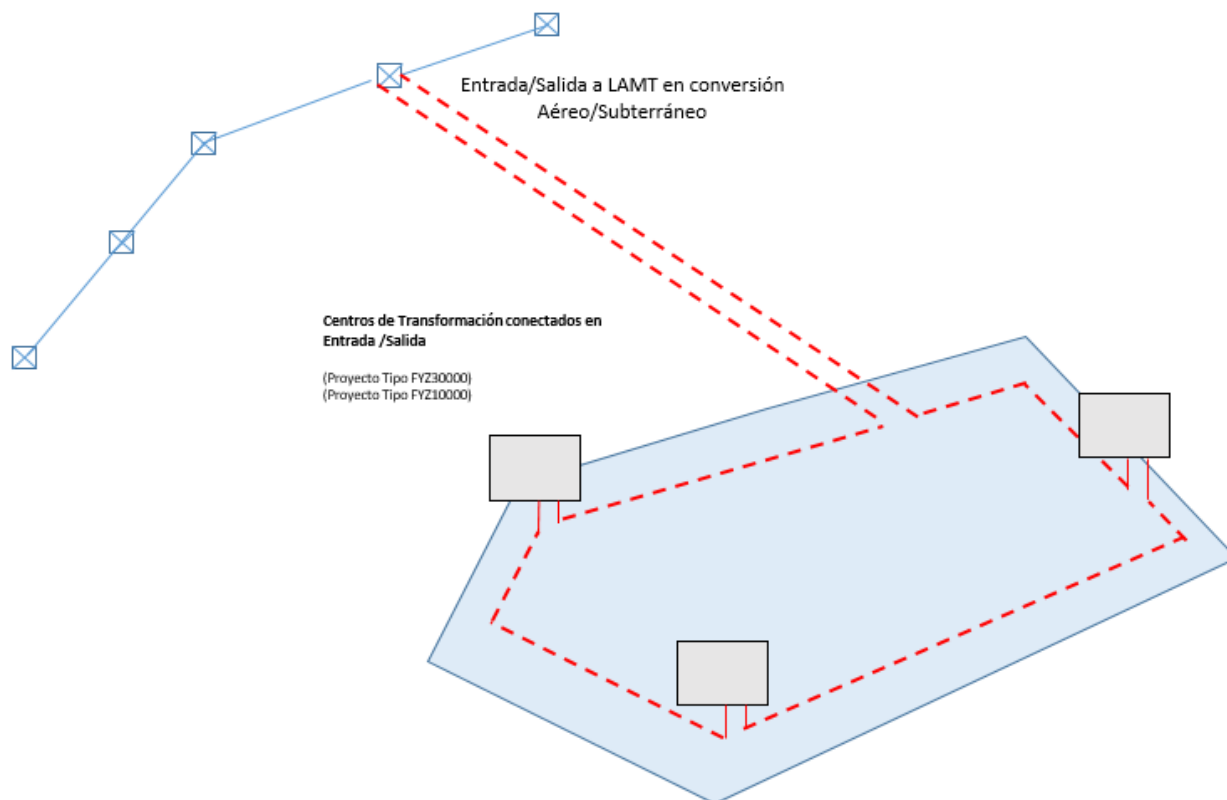 Entrada/Salida a LAMT en conversión
Aéreo/Subterráneo
Centros de Transformación conectados en
Entrada /Salida
(Proyecto Tipo FYZ30000)
(Proyecto Tipo FYZ10000)